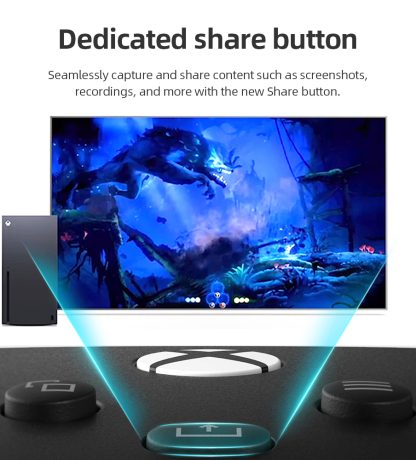 Dedicated share button
Seamlessly capture and share content such as screenshots,
recordings, and more with the new Share button.